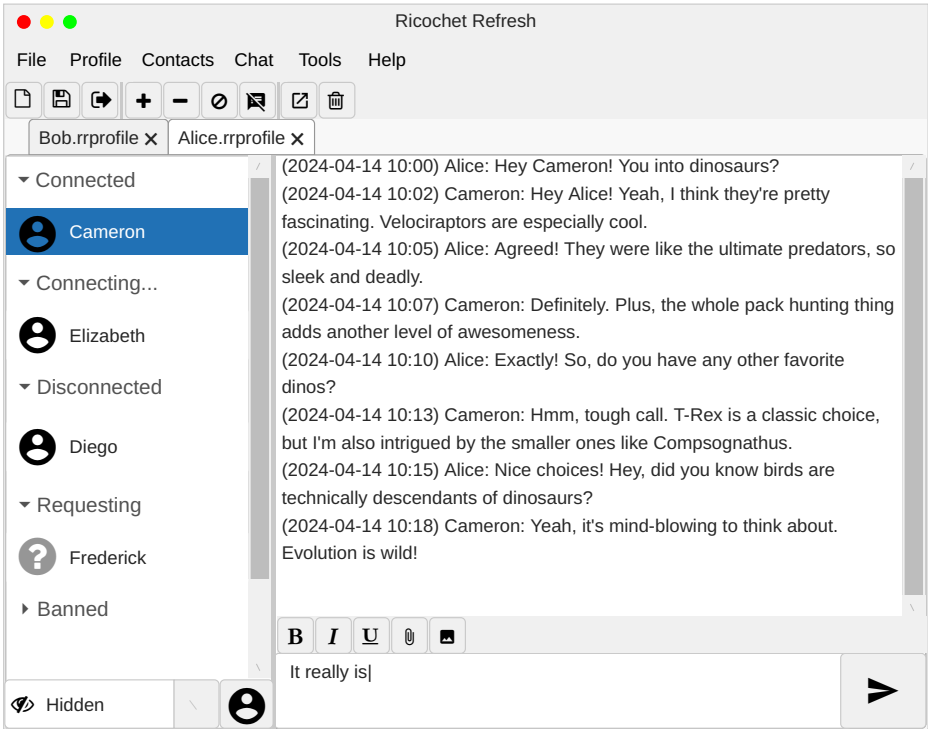 Ricochet Refresh
File Profile Contacts Chat Tools Help
Bob.rrprofile Alice.rrprofile
Connected
Cameron
Connecting...
Elizabeth
Disconnected
Diego
Requesting
Frederick
Banned
Hidden
(2024-04-14 10:00) Alice: Hey Cameron! You into dinosaurs?
(2024-04-14 10:02) Cameron: Hey Alice! Yeah, I think they're pretty
fascinating. Velociraptors are especially cool.
(2024-04-14 10:05) Alice: Agreed! They were like the ultimate predators, so
sleek and deadly.
(2024-04-14 10:07) Cameron: Definitely. Plus, the whole pack hunting thing
adds another level of awesomeness.
(2024-04-14 10:10) Alice: Exactly! So, do you have any other favorite
dinos?
(2024-04-14 10:13) Cameron: Hmm, tough call. T-Rex is a classic choice,
but I'm also intrigued by the smaller ones like Compsognathus.
(2024-04-14 10:15) Alice: Nice choices! Hey, did you know birds are
technically descendants of dinosaurs?
(2024-04-14 10:18) Cameron: Yeah, it's mind-blowing to think about.
Evolution is wild!
B I U
It really is